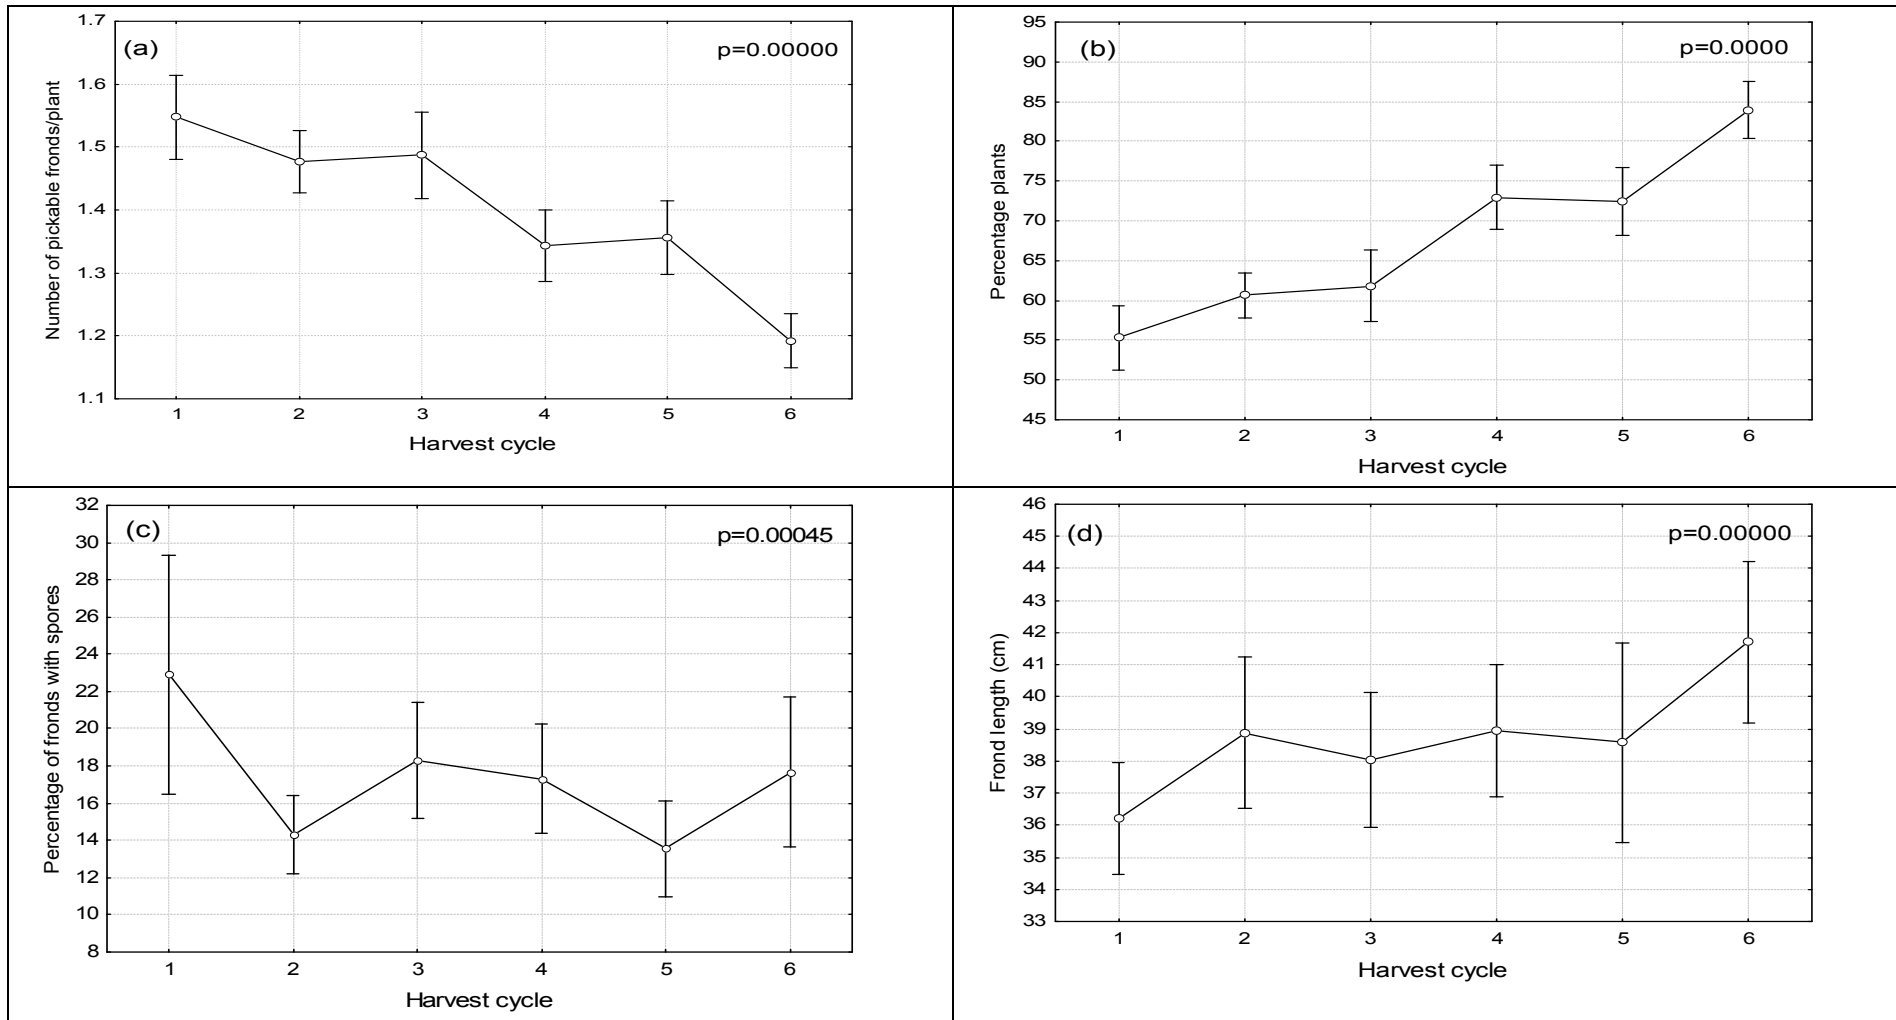 (a)
p=0.00000
Number of pickable fronds/plant
1.7
1.6
1.5
1.4
1.3
1.2
1.1
1 2 3 4 5 6
Harvest cycle
(b)
p=0.0000
Percentage plants
95
90
85
80
75
70
65
60
55
50
45
1 2 3 4 5 6
Harvest cycle
(c)
p=0.00045
Percentage of fronds with spores
32
30
28
26
24
22
20
18
16
14
12
10
8
1 2 3 4 5 6
Harvest cycle
(d)
p=0.00000
Frond length (cm)
46
45
44
43
42
41
40
39
38
37
36
35
34
33
1 2 3 4 5 6
Harvest cycle